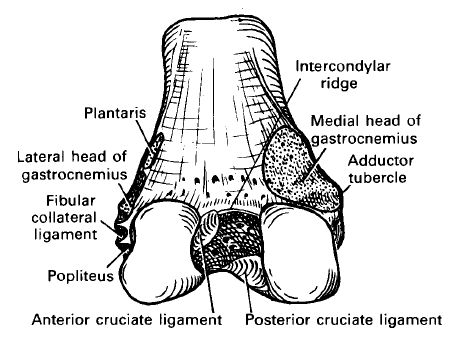 Intercondylar
ridge
Plantaris
Medial head of
gastrocnemius
Lateral head of
gastrocnemius
Adductor
tubercle
Fibular
collateral
ligament
Popliteus
Anterior cruciate ligament
Posterior cruciate ligament